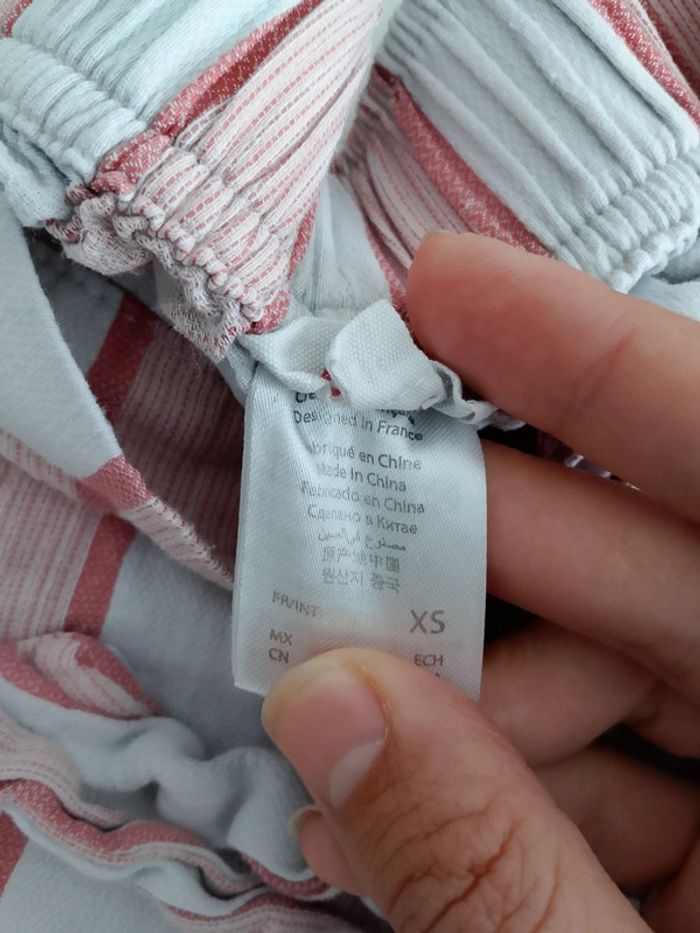 Designed in France
Fabriqué en Chine
Made In China
Fabricado en China
Сделано в Китае
مصنوع في الصين
原产地中国
원산지 중국
FR/INT XS
MX ECH
CN